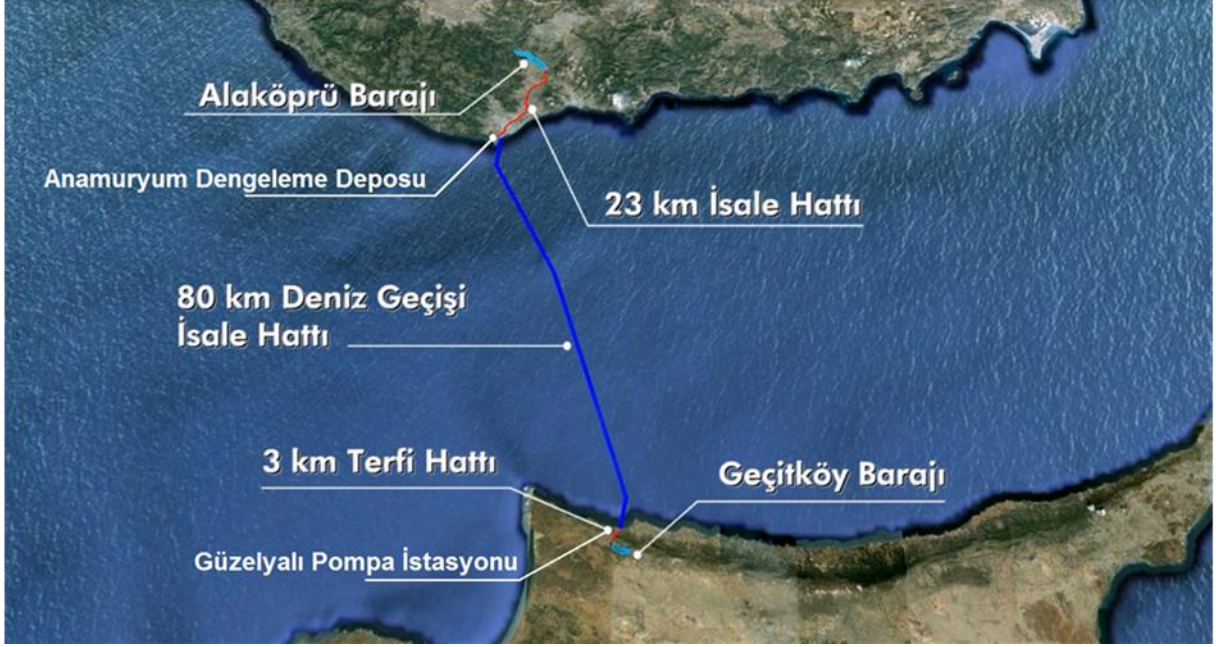 Alaköprü Barajı
Anamuryum Dengeleme Deposu
23 km İsale Hattı
80 km Deniz Geçişi
İsale Hattı
3 km Terfi Hattı
Geçitköy Barajı
Güzelyalı Pompa İstasyonu